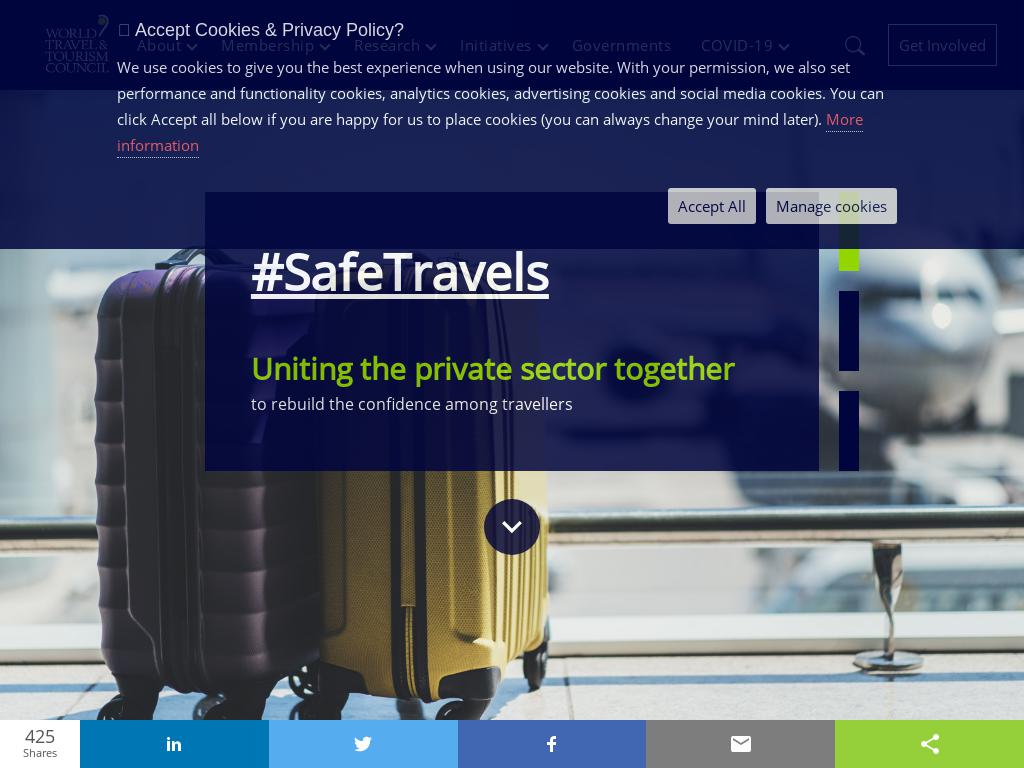 Accept Cookies & Privacy Policy?
WORLD
TRAVEL &
TOURISM
COUNCIL
About
Membership
Research
Initiatives
Governments
COVID-19
Get Involved
We use cookies to give you the best experience when using our website. With your permission, we also set
performance and functionality cookies, analytics cookies, advertising cookies and social media cookies. You can
click Accept all below if you are happy for us to place cookies (you can always change your mind later). More
information
Accept All
Manage cookies
#SafeTravels
Uniting the private sector together
to rebuild the confidence among travellers
425
Shares